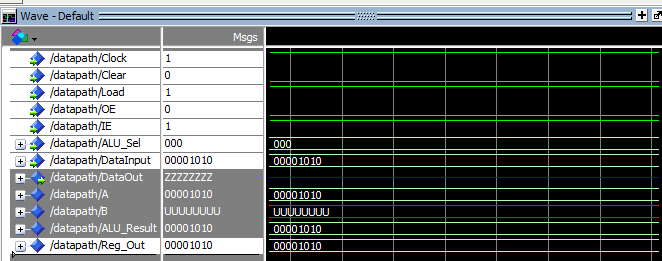 Wave - Default
Msgs
/datapath/Clock 1
/datapath/Clear 0
/datapath/Load 1
/datapath/OE 0
/datapath/IE 1
/datapath/ALU_Sel 000 000
/datapath/DataInput 00001010 00001010
/datapath/DataOut ZZZZZZZZ
/datapath/A 00001010 00001010
/datapath/B UUUUUUUU UUUUUUUU
/datapath/ALU_Result 00001010 00001010
/datapath/Reg_Out 00001010 00001010